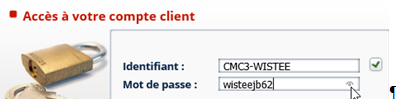 Accès à votre compte client
Identifiant : CMC3-WISTEE
Mot de passe : wisteejb62